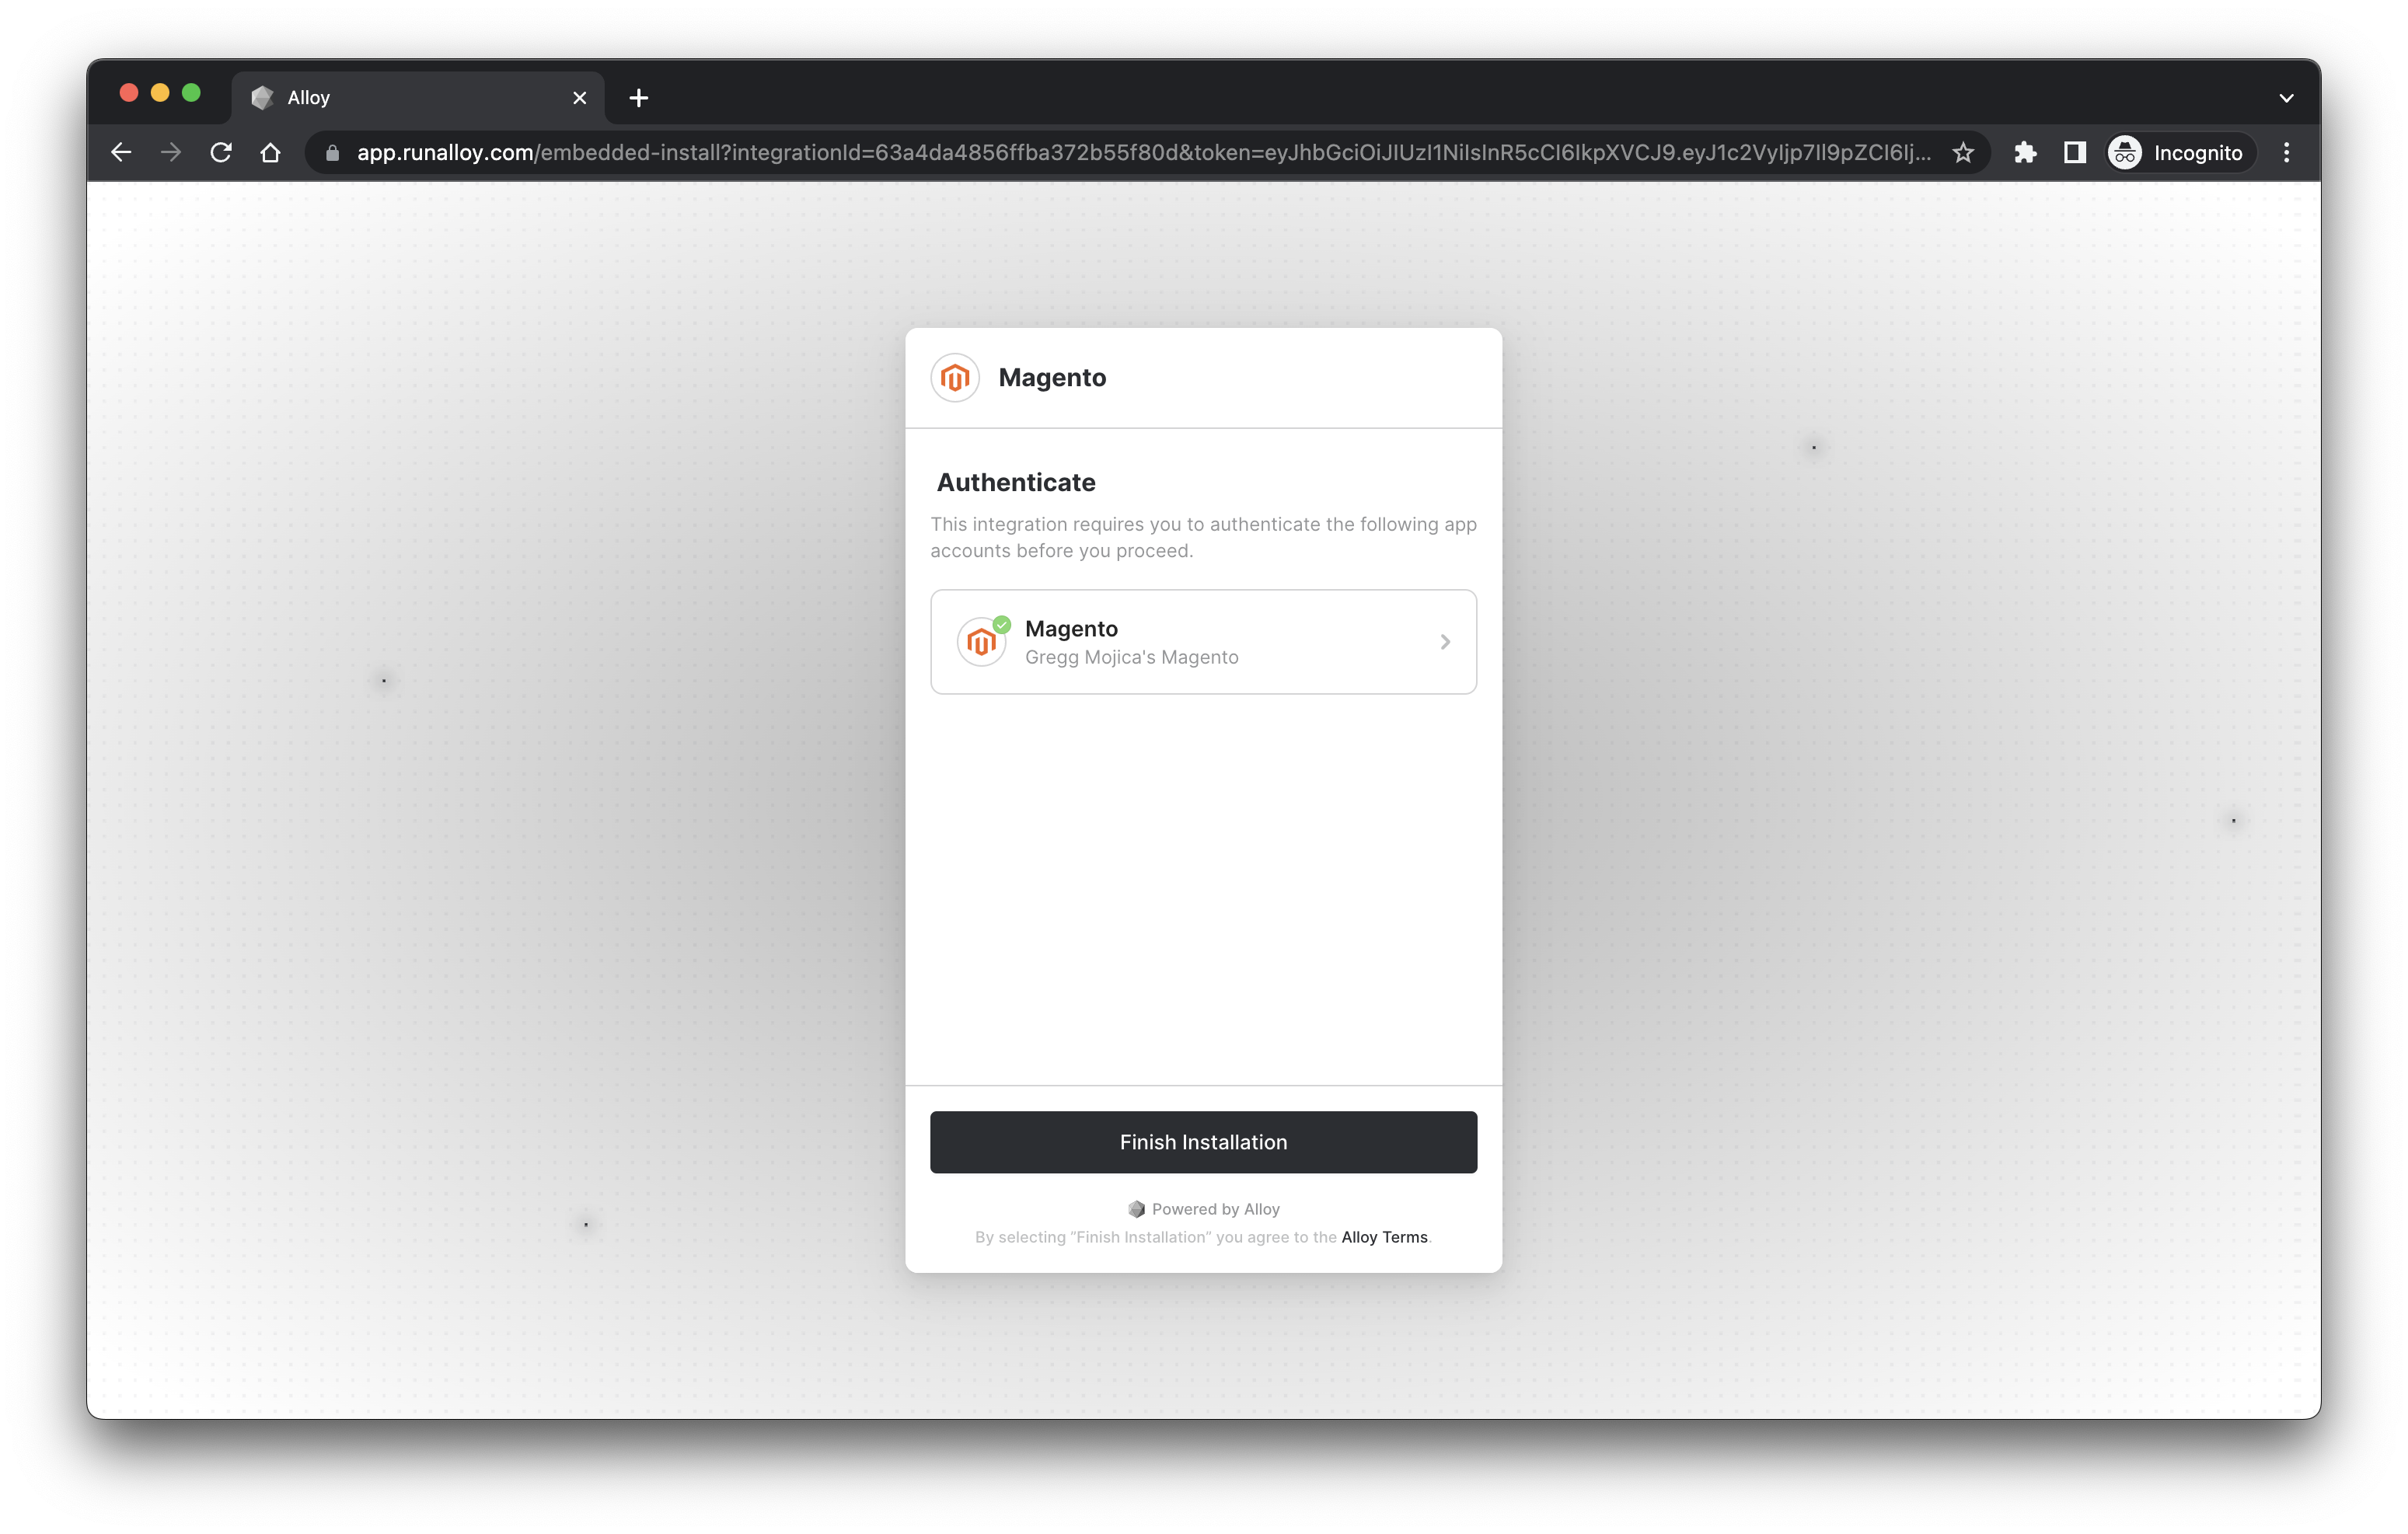 Alloy
app.runalloy.com/embedded-install?integrationId=63a4da4856ffba372b55f80d&token=eyJhbGciOiJIUzI1NiIsInR5cCI6IkpXVCJ9.eyJ1c2VyIjp7Il9pZCI6Ij...
Incognito
Magento
Authenticate
This integration requires you to authenticate the following app
accounts before you proceed.
Magento
Gregg Mojica's Magento
Finish Installation
Powered by Alloy
By selecting “Finish Installation” you agree to the Alloy Terms.